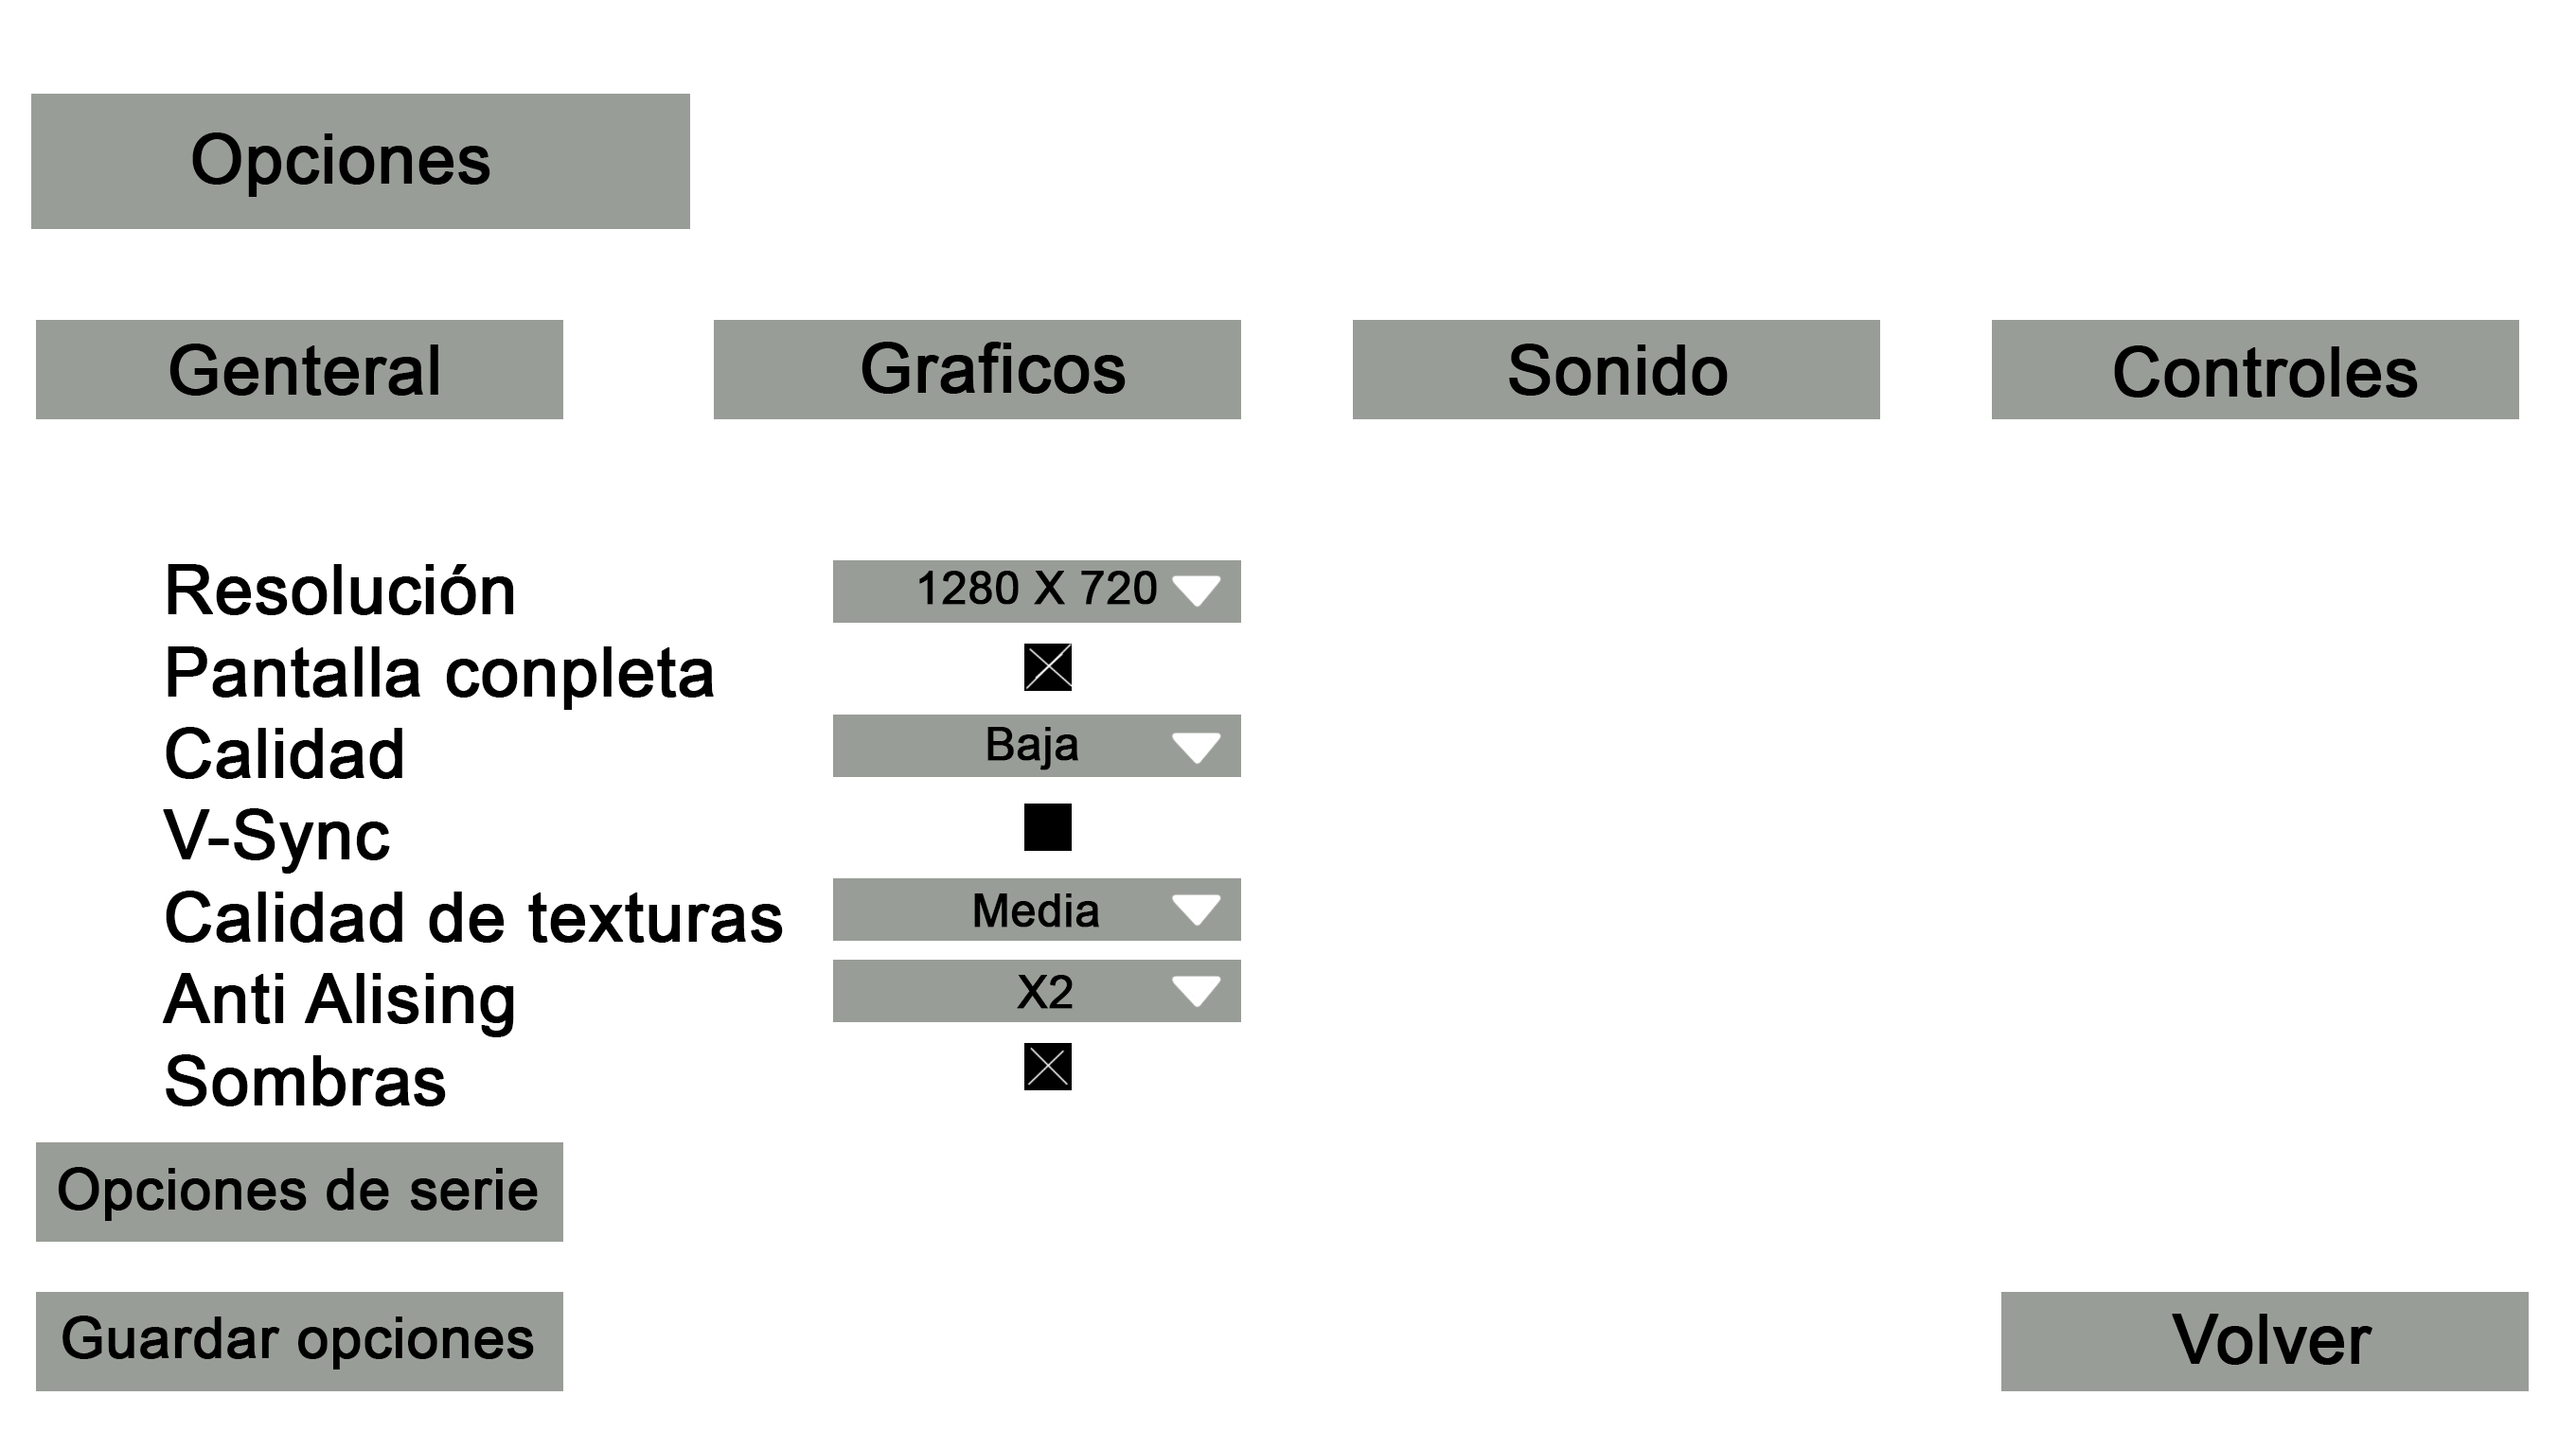 Opciones
Genteral
Graficos
Sonido
Controles
Resolución
1280 X 720
Pantalla conpleta
Calidad
Baja
V-Sync
Calidad de texturas
Media
Anti Alising
X2
Sombras
Opciones de serie
Guardar opciones
Volver